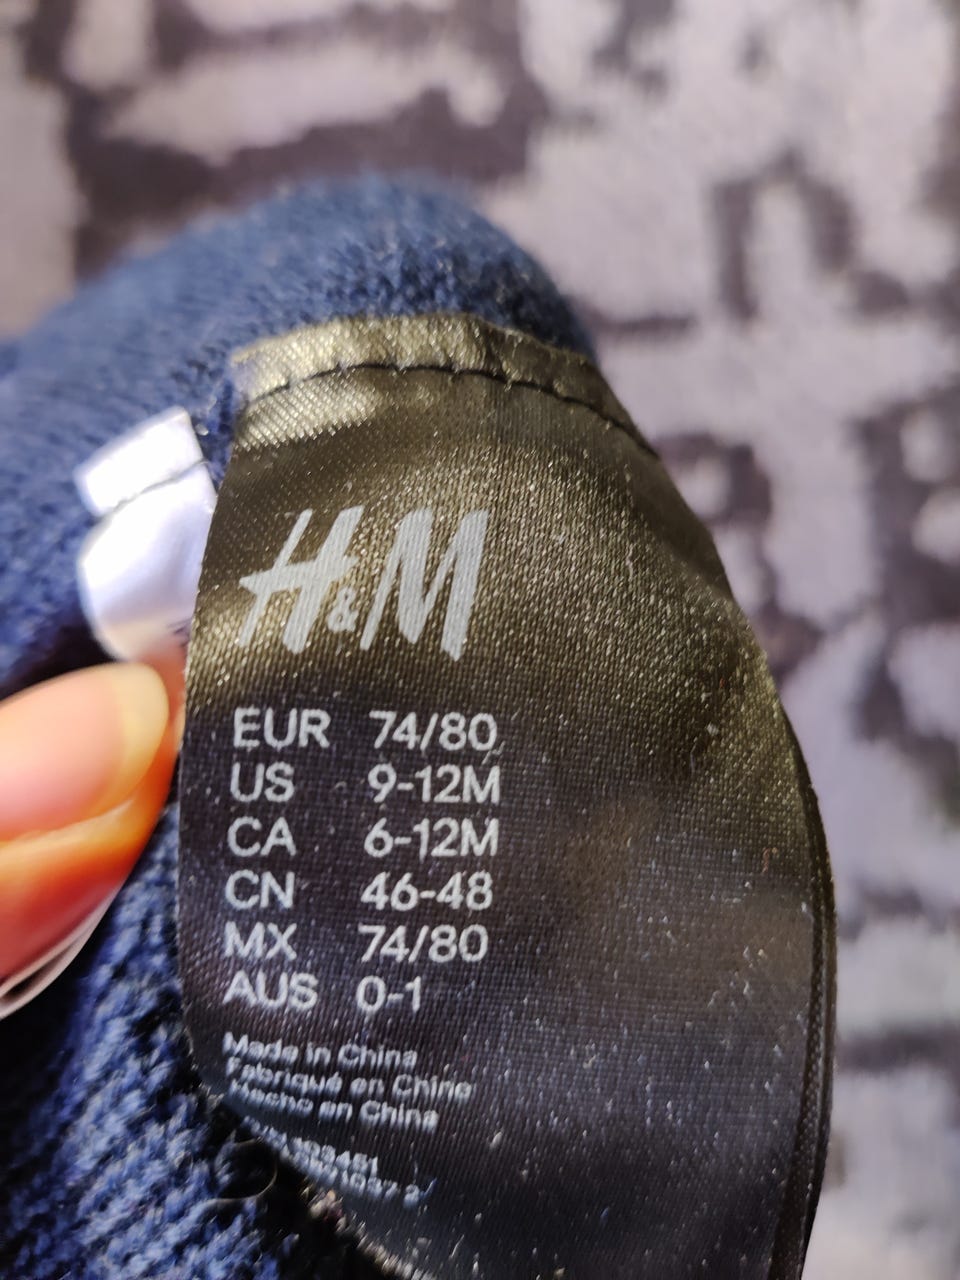 H&M
EUR 74/80
US 9-12M
CA 6-12M
CN 46-48
MX 74/80
AUS 0-1
Made in China
Fabriqué en Chine
Hecho en China